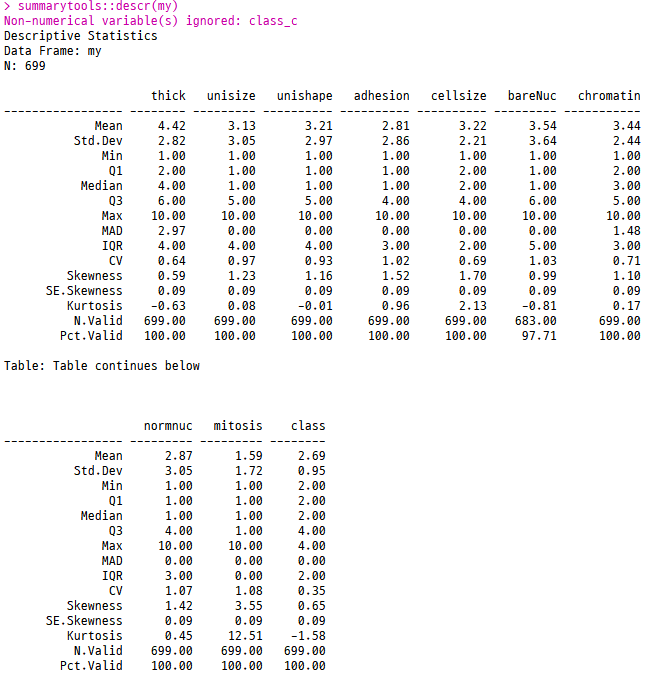 > summarytools::descr(my)
Non-numerical variable(s) ignored: class_c
Descriptive Statistics
Data Frame: my
N: 699
thick unisize unishape adhesion cellsize bareNuc chromatin
----------------- --------- --------- ---------- ---------- ---------- --------- -----------
Mean 4.42 3.13 3.21 2.81 3.22 3.54 3.44
Std.Dev 2.82 3.05 2.97 2.86 2.21 3.64 2.44
Min 1.00 1.00 1.00 1.00 1.00 1.00 1.00
Q1 2.00 1.00 1.00 1.00 2.00 1.00 2.00
Median 4.00 1.00 1.00 1.00 2.00 1.00 3.00
Q3 6.00 5.00 5.00 4.00 4.00 6.00 5.00
Max 10.00 10.00 10.00 10.00 10.00 10.00 10.00
MAD 2.97 0.00 0.00 0.00 0.00 0.00 1.48
IQR 4.00 4.00 4.00 3.00 2.00 5.00 3.00
CV 0.64 0.97 0.93 1.02 0.69 1.03 0.71
Skewness 0.59 1.23 1.16 1.52 1.70 0.99 1.10
SE.Skewness 0.09 0.09 0.09 0.09 0.09 0.09 0.09
Kurtosis -0.63 0.08 -0.01 0.96 2.13 -0.81 0.17
N.Valid 699.00 699.00 699.00 699.00 699.00 683.00 699.00
Pct.Valid 100.00 100.00 100.00 100.00 100.00 97.71 100.00
Table: Table continues below
normnuc mitosis class
----------------- --------- --------- --------
Mean 2.87 1.59 2.69
Std.Dev 3.05 1.72 0.95
Min 1.00 1.00 2.00
Q1 1.00 1.00 2.00
Median 1.00 1.00 2.00
Q3 4.00 1.00 4.00
Max 10.00 10.00 4.00
MAD 0.00 0.00 0.00
IQR 3.00 0.00 2.00
CV 1.07 1.08 0.35
Skewness 1.42 3.55 0.65
SE.Skewness 0.09 0.09 0.09
Kurtosis 0.45 12.51 -1.58
N.Valid 699.00 699.00 699.00
Pct.Valid 100.00 100.00 100.00